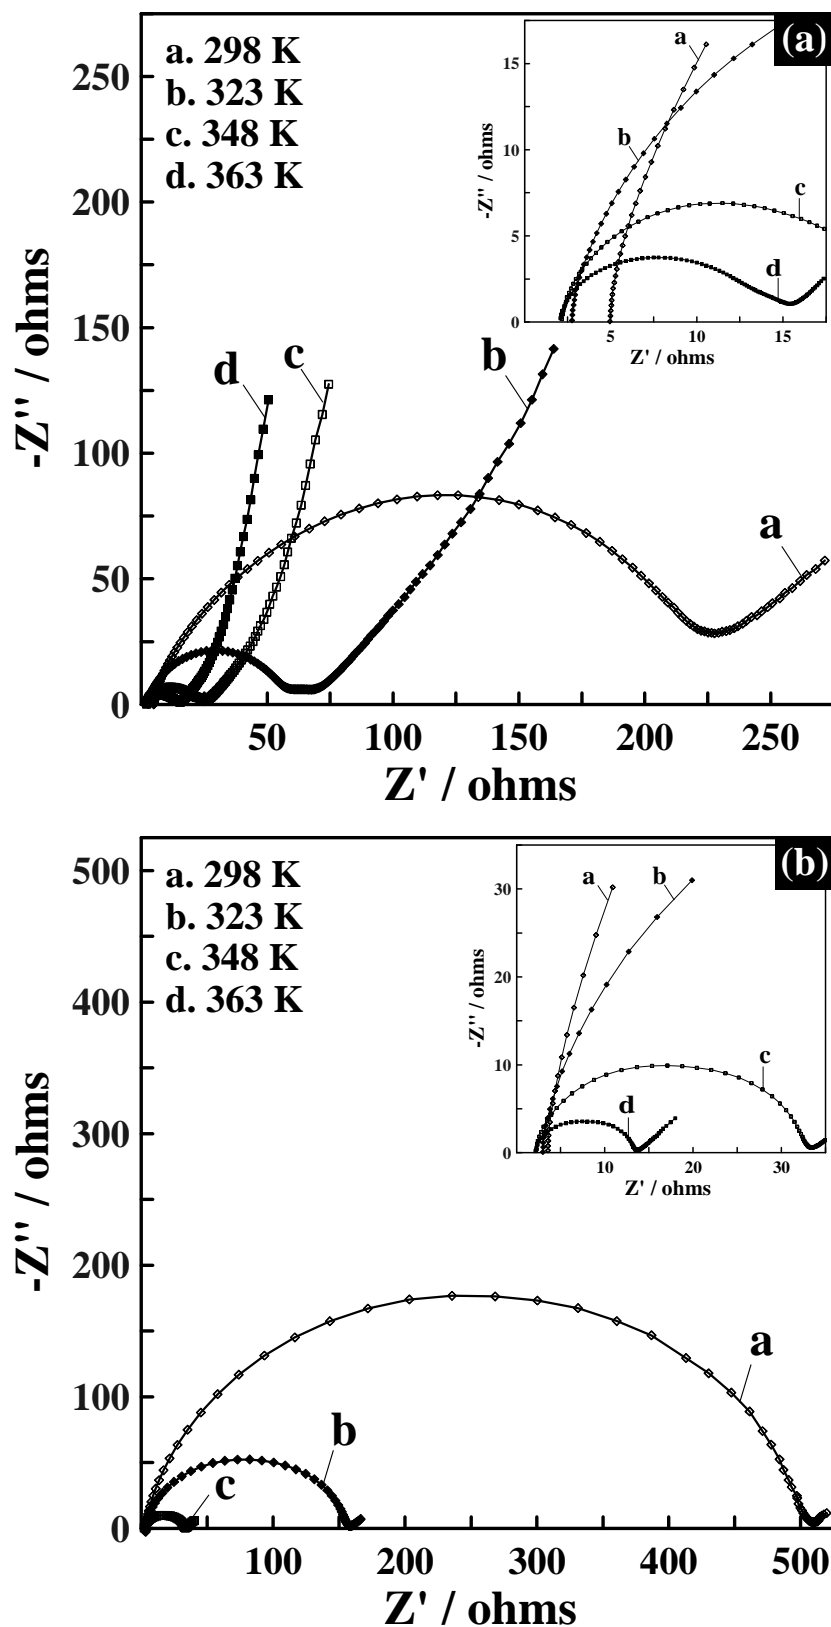 (a)
a. 298 K
b. 323 K
c. 348 K
d. 363 K
250
200
150
100
50
0
-Z'' / ohms
50
100
150
200
250
Z' / ohms
d
c
b
a
15
10
5
0
-Z'' / ohms
5
10
15
Z' / ohms
a
b
c
d
(b)
a. 298 K
b. 323 K
c. 348 K
d. 363 K
500
400
300
200
100
0
-Z'' / ohms
100
200
300
400
500
Z' / ohms
a
b
c
30
20
10
0
-Z'' / ohms
10
20
30
Z' / ohms
a
b
c
d